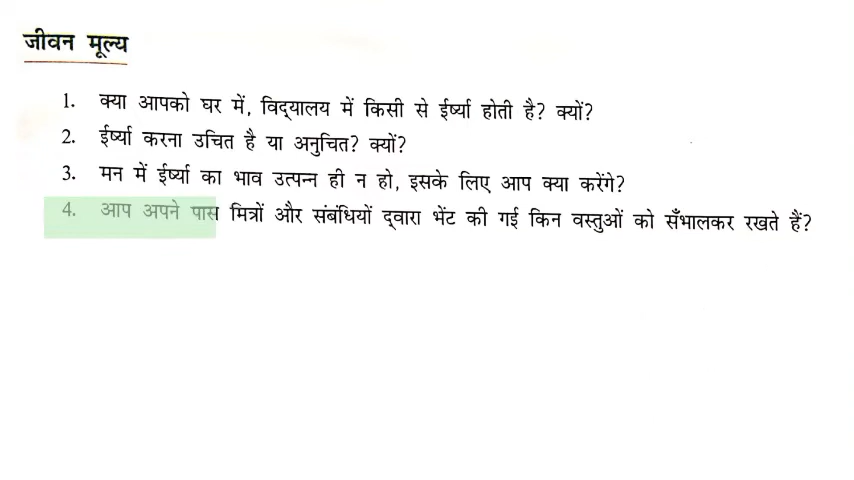 जीवन मूल्य
1. क्या आपको घर में, विद्‌यालय में किसी से ईर्ष्या होती है? क्यों?
2. ईर्ष्या करना उचित है या अनुचित? क्यों?
3. मन में ईर्ष्या का भाव उत्पन्न ही न हो, इसके लिए आप क्या करेंगे?
4. आप अपने पास मित्रों और संबंधियों द्‌वारा भेंट की गई किन वस्तुओं को सँभालकर रखते हैं?